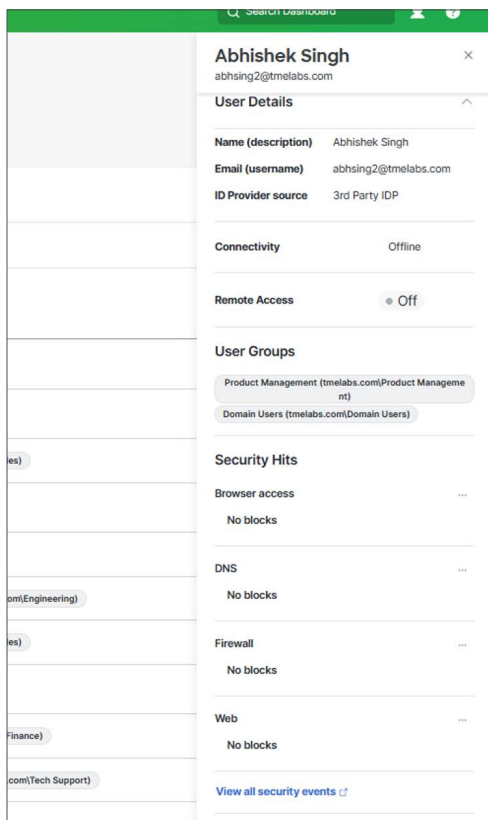 Search Dashboard
Abhishek Singh
abhsing2@tmelabs.com
User Details
Name (description) Abhishek Singh
Email (username) abhsing2@tmelabs.com
ID Provider source 3rd Party IDP
Connectivity Offline
Remote Access Off
User Groups
Product Management (tmelabs.com\Product Manageme
nt)
Domain Users (tmelabs.com\Domain Users)
Security Hits
Browser access ...
No blocks
DNS ...
No blocks
Firewall ...
No blocks
Web ...
No blocks
View all security events
les)
om\Engineering)
les)
Finance)
.com\Tech Support)